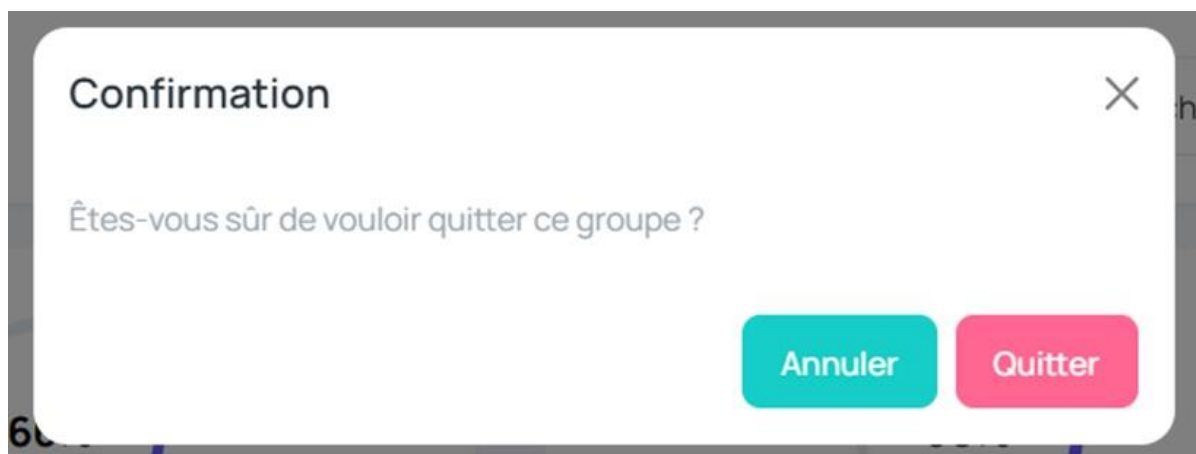 Confirmation
Êtes-vous sûr de vouloir quitter ce groupe ?
Annuler
Quitter